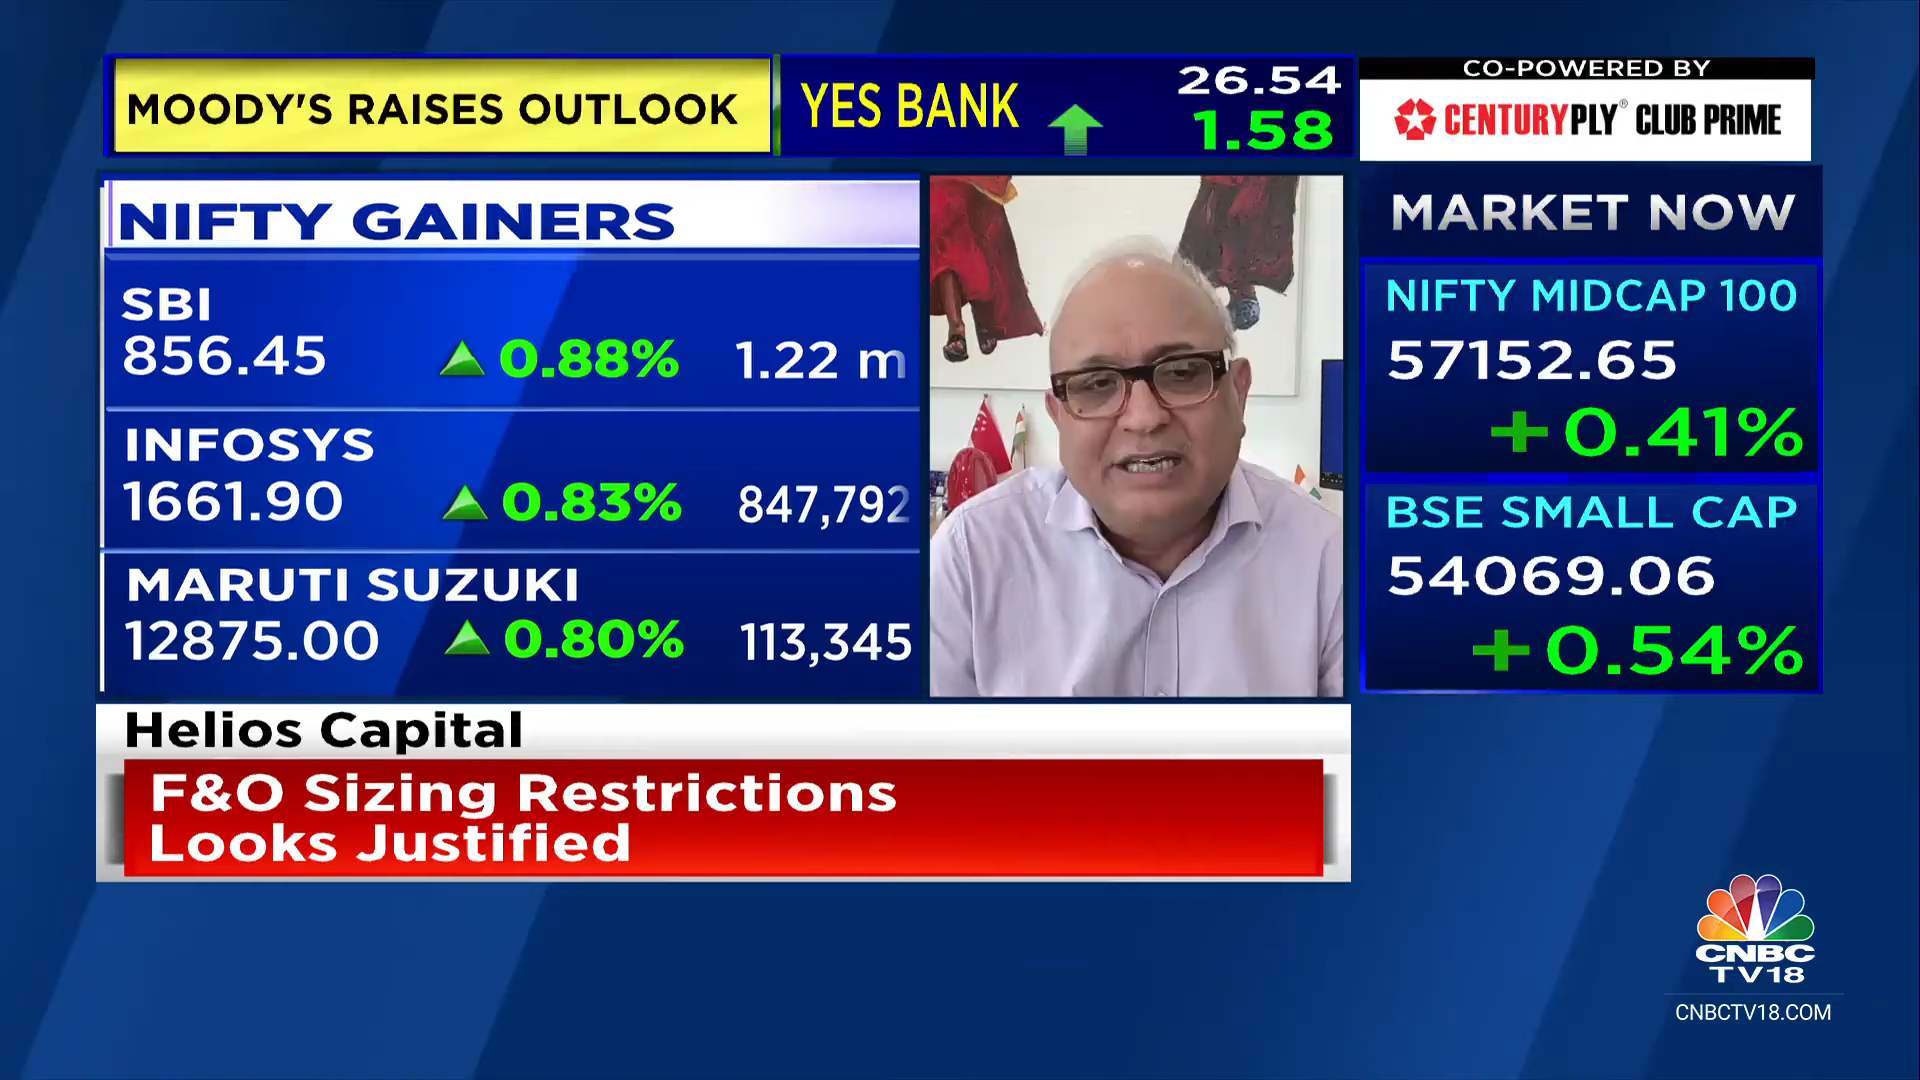 MOODY'S RAISES OUTLOOK
YES BANK
26.54
1.58
CO-POWERED BY
CENTURYPLY® CLUB PRIME
NIFTY GAINERS
SBI
856.45 0.88% 1.22 m
INFOSYS
1661.90 0.83% 847,792
MARUTI SUZUKI
12875.00 0.80% 113,345
MARKET NOW
NIFTY MIDCAP 100
57152.65
+0.41%
BSE SMALL CAP
54069.06
+0.54%
Helios Capital
F&O Sizing Restrictions
Looks Justified
CNBC
TV18
CNBCTV18.COM